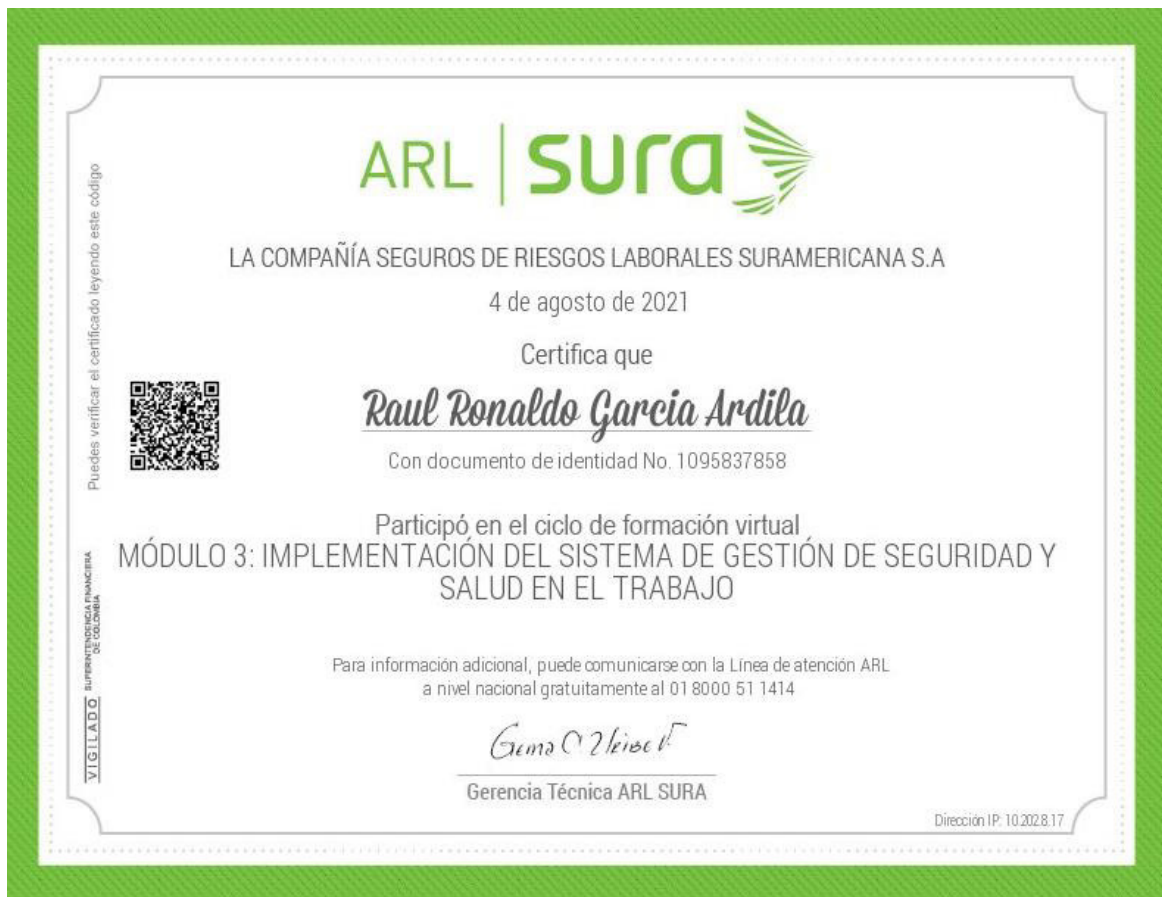 ARL sura
LA COMPAÑÍA SEGUROS DE RIESGOS LABORALES SURAMERICANA S.A
4 de agosto de 2021
Certifica que
Raul Ronaldo Garcia Ardila
Con documento de identidad No. 1095837858
Participó en el ciclo de formación virtual
MÓDULO 3: IMPLEMENTACIÓN DEL SISTEMA DE GESTIÓN DE SEGURIDAD Y
SALUD EN EL TRABAJO
Para información adicional, puede comunicarse con la Línea de atención ARL
a nivel nacional gratuitamente al 01 8000 51 1414
Gerencia Técnica ARL SURA
Dirección IP: 10.202.8.17
Puedes verificar el certificado leyendo este código
VIGILADO SUPERINTENDENCIA FINANCIERA
DE COLOMBIA